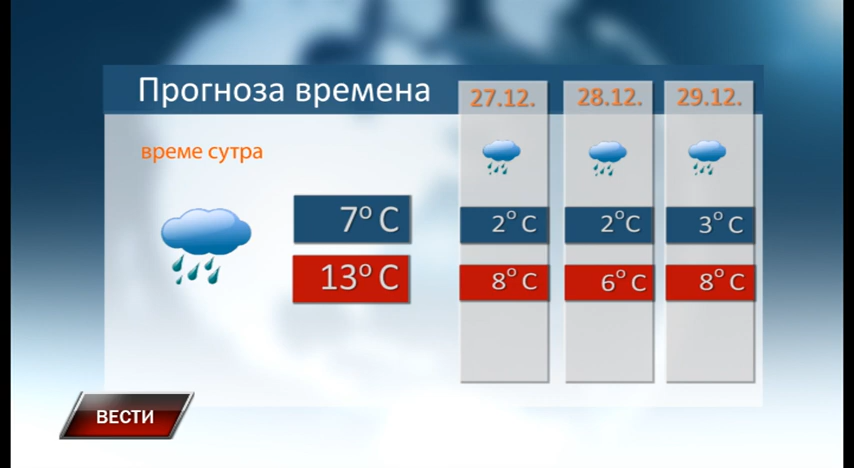 Прогноза времена
време сутра
7° C
13° C
27.12.
2° C
8° C
28.12.
2°C
6° C
29.12.
3° C
8° C
ВЕСТИ